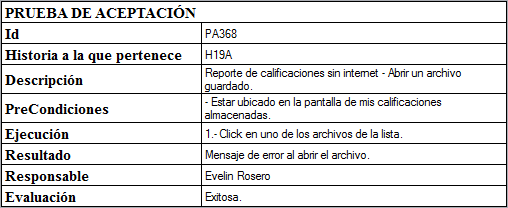 PRUEBA DE ACEPTACIÓN
Id PA368
Historia a la que pertenece H19A
Descripción Reporte de calificaciones sin internet - Abrir un archivo
guardado.
PreCondiciones - Estar ubicado en la pantalla de mis calificaciones
almacenadas.
Ejecución 1.- Click en uno de los archivos de la lista.
Resultado Mensaje de error al abrir el archivo.
Responsable Evelin Rosero
Evaluación Exitosa.